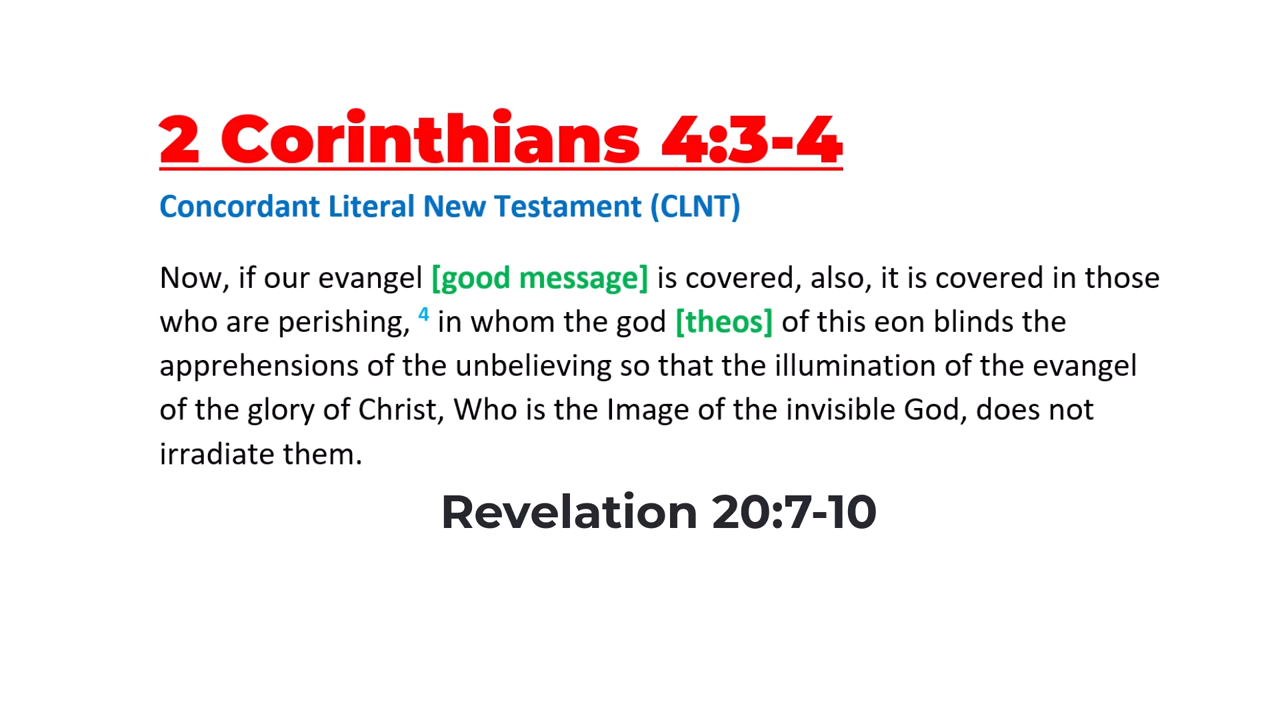 2 Corinthians 4:3-4
Concordant Literal New Testament (CLNT)
Now, if our evangel [good message] is covered, also, it is covered in those
who are perishing, 4 in whom the god [theos] of this eon blinds the
apprehensions of the unbelieving so that the illumination of the evangel
of the glory of Christ, Who is the Image of the invisible God, does not
irradiate them.
Revelation 20:7-10